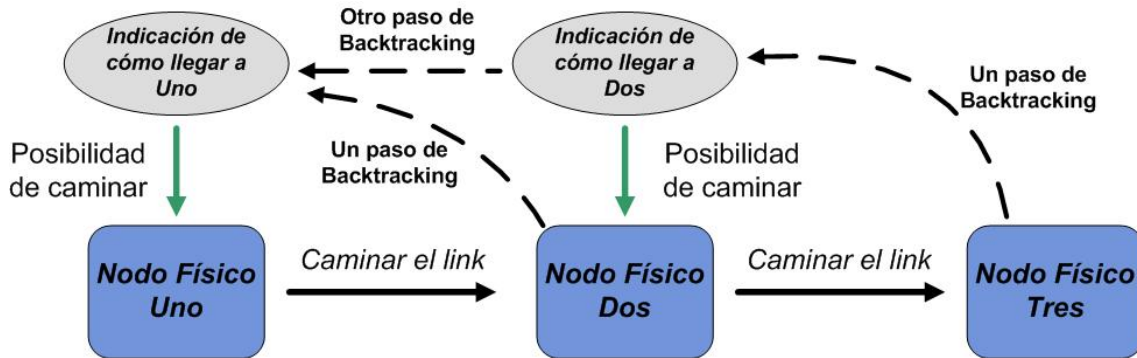 Indicación de
cómo llegar a
Uno
Otro paso de
Backtracking
Indicación de
cómo llegar a
Dos
Un paso de
Backtracking
Posibilidad
de caminar
Un paso de
Backtracking
Posibilidad
de caminar
Nodo Físico
Uno
Caminar el link
Nodo Físico
Dos
Caminar el link
Nodo Físico
Tres